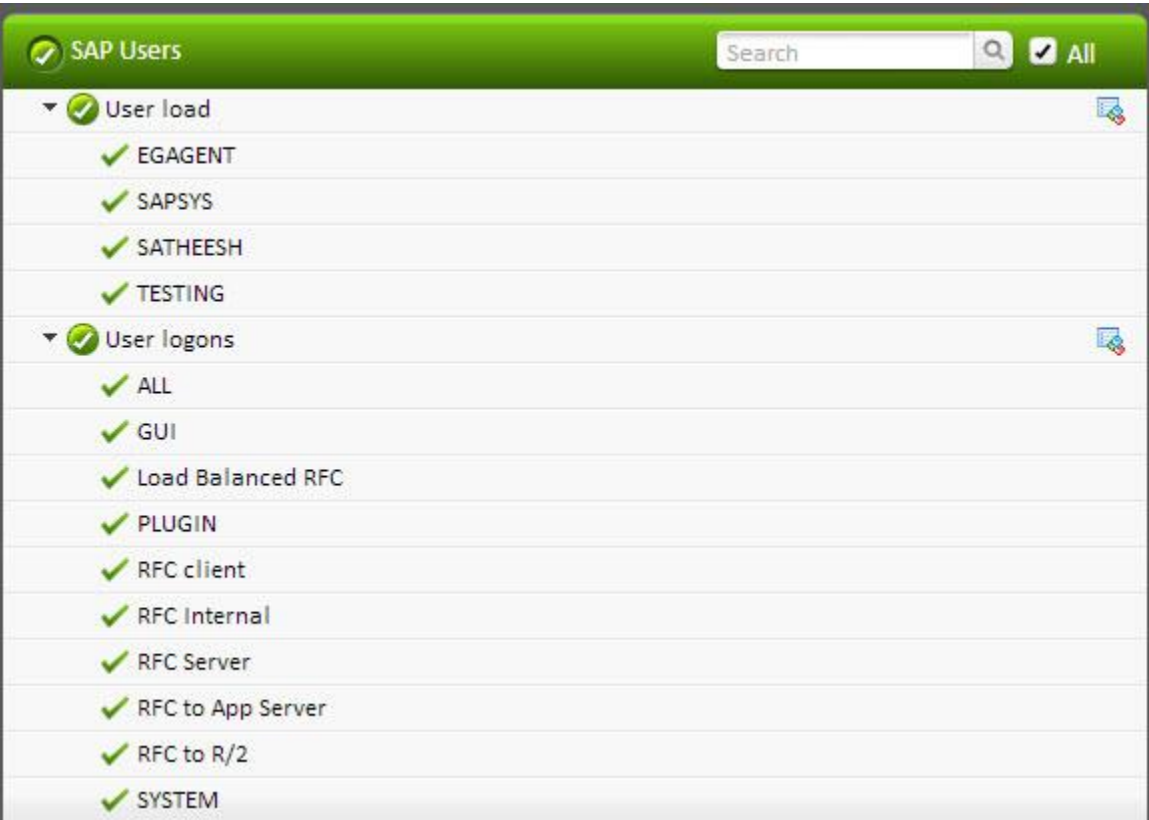 SAP Users
Search
All
User load
EGAGENT
SAPSYS
SATHEESH
TESTING
User logons
ALL
GUI
Load Balanced RFC
PLUGIN
RFC client
RFC Internal
RFC Server
RFC to App Server
RFC to R/2
SYSTEM